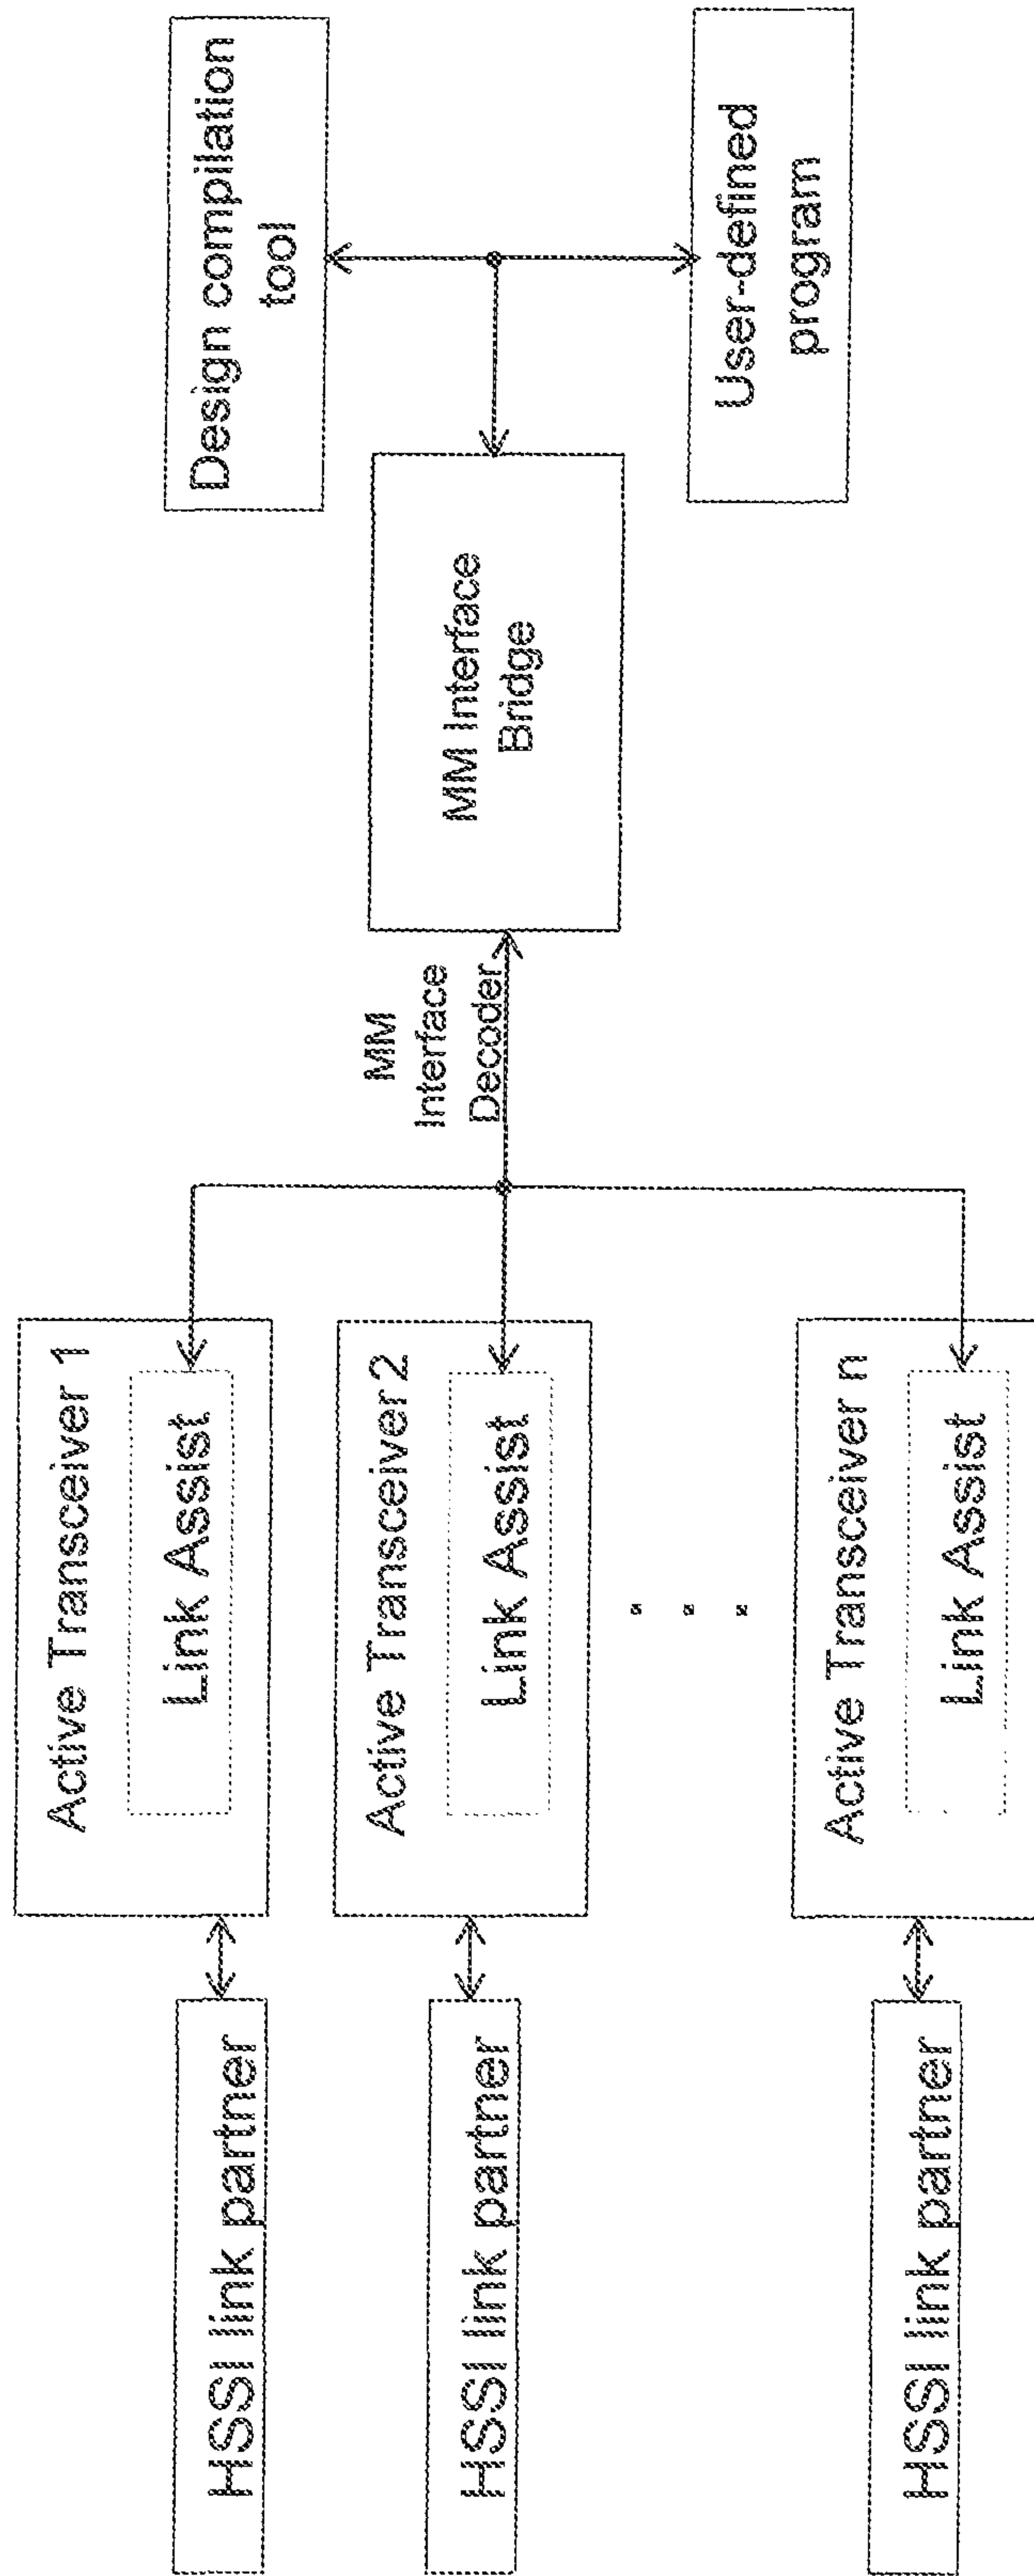 HSSI link partner
Active Transceiver 1
Link Assist
HSSI link partner
Active Transceiver 2
Link Assist
HSSI link partner
Active Transceiver n
Link Assist
MM
Interface
Decoder
MM Interface
Bridge
Design compilation
tool
User-defined
program